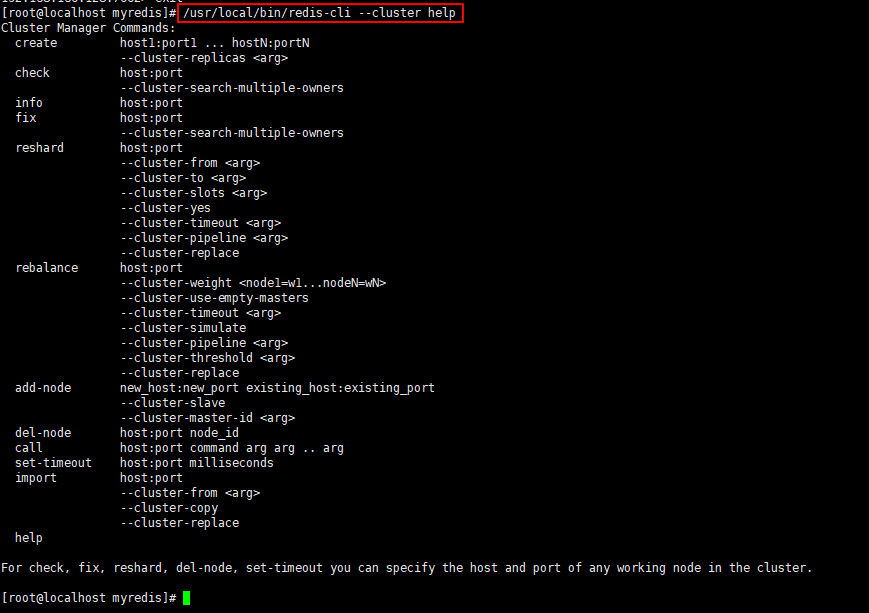 [root@localhost myredis]# /usr/local/bin/redis-cli --cluster help
Cluster Manager Commands:
  create         host1:port1 ... hostN:portN
                 --cluster-replicas <arg>
  check          host:port
                 --cluster-search-multiple-owners
  info           host:port
  fix            host:port
                 --cluster-search-multiple-owners
  reshard        host:port
                 --cluster-from <arg>
                 --cluster-to <arg>
                 --cluster-slots <arg>
                 --cluster-yes
                 --cluster-timeout <arg>
                 --cluster-pipeline <arg>
                 --cluster-replace
  rebalance      host:port
                 --cluster-weight <node1=w1...nodeN=wN>
                 --cluster-use-empty-masters
                 --cluster-timeout <arg>
                 --cluster-simulate
                 --cluster-pipeline <arg>
                 --cluster-threshold <arg>
                 --cluster-replace
  add-node       new_host:new_port existing_host:existing_port
                 --cluster-slave
                 --cluster-master-id <arg>
  del-node       host:port node_id
  call           host:port command arg arg .. arg
  set-timeout    host:port milliseconds
  import         host:port
                 --cluster-from <arg>
                 --cluster-copy
                 --cluster-replace
  help

For check, fix, reshard, del-node, set-timeout you can specify the host and port of any working node in the cluster.

[root@localhost myredis]#